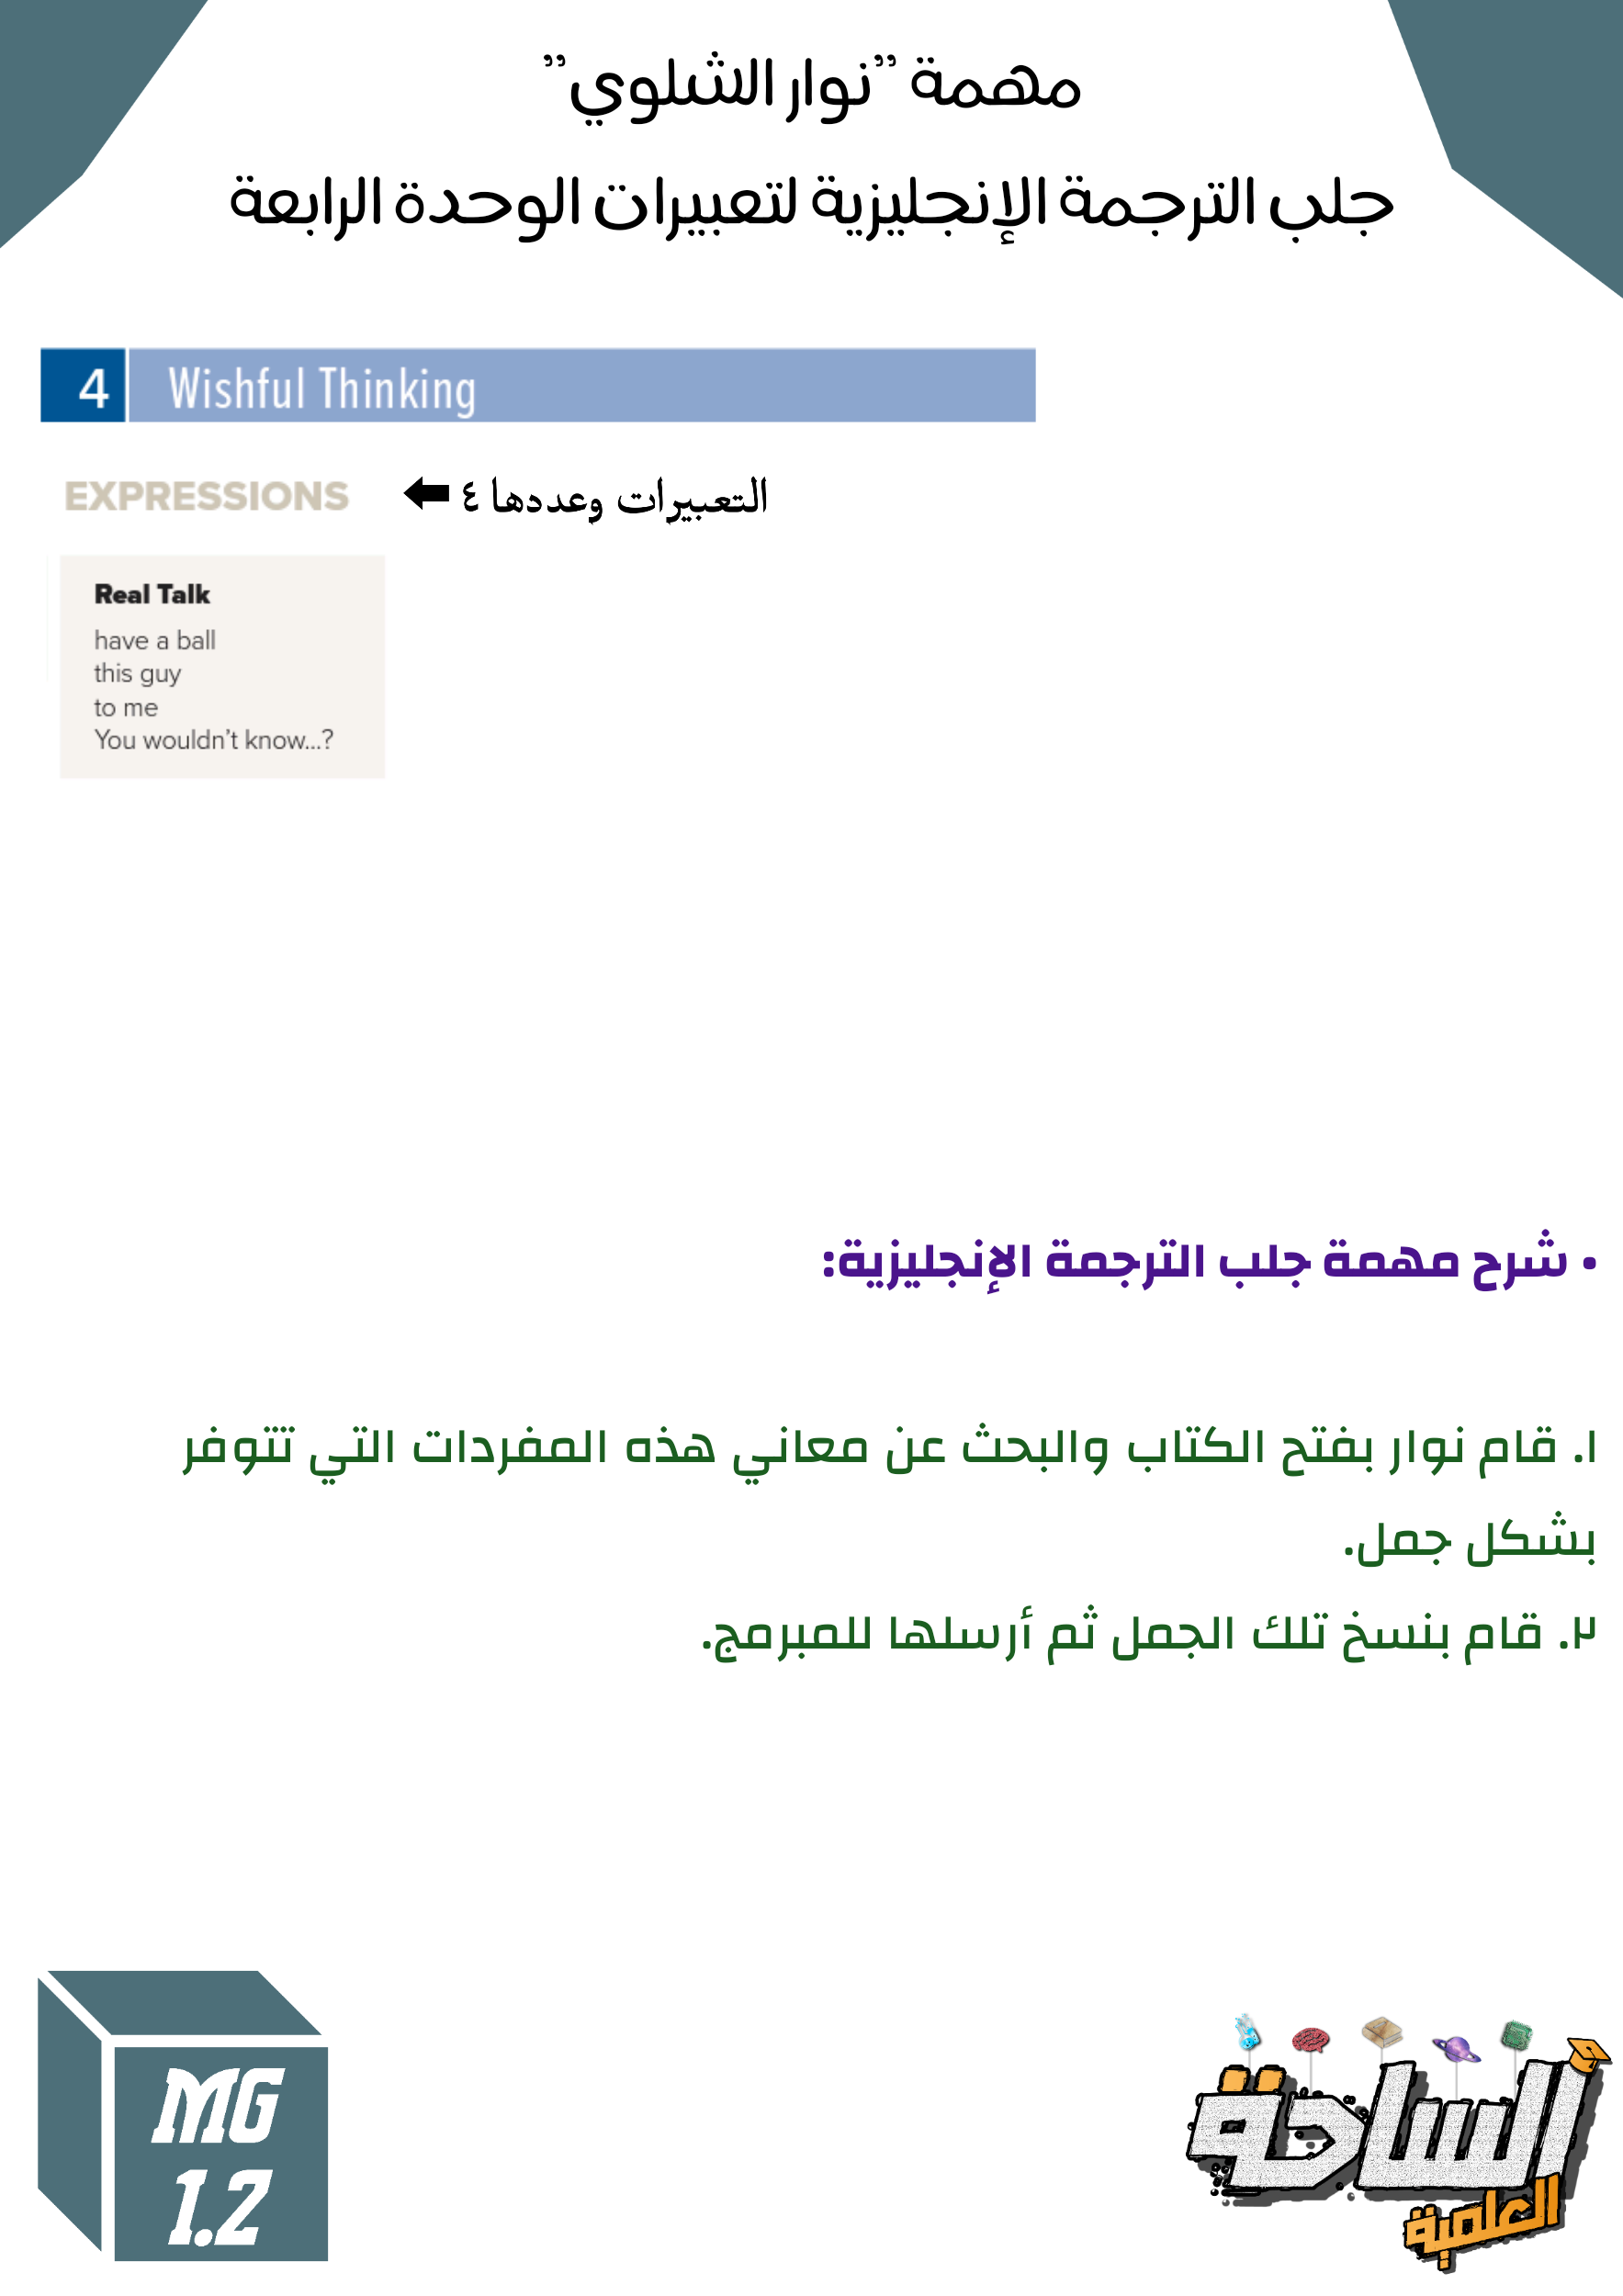 مهمة ”نوار الشلوي”
جلب الترجمة الإنجليزية لتعبيرات الوحدة الرابعة
4 Wishful Thinking
EXPRESSIONS
التعبيرات وعددها ٤
Real Talk
have a ball
this guy
to me
You wouldn't know...?
• شرح مهمة جلب الترجمة الإنجليزية:
١. قام نوار بفتح الكتاب والبحث عن معاني هذه المفردات التي تتوفر
بشكل جمل.
٢. قام بنسخ تلك الجمل ثم أرسلها للمبرمج.
MG
1.2
الساحة
العلمية